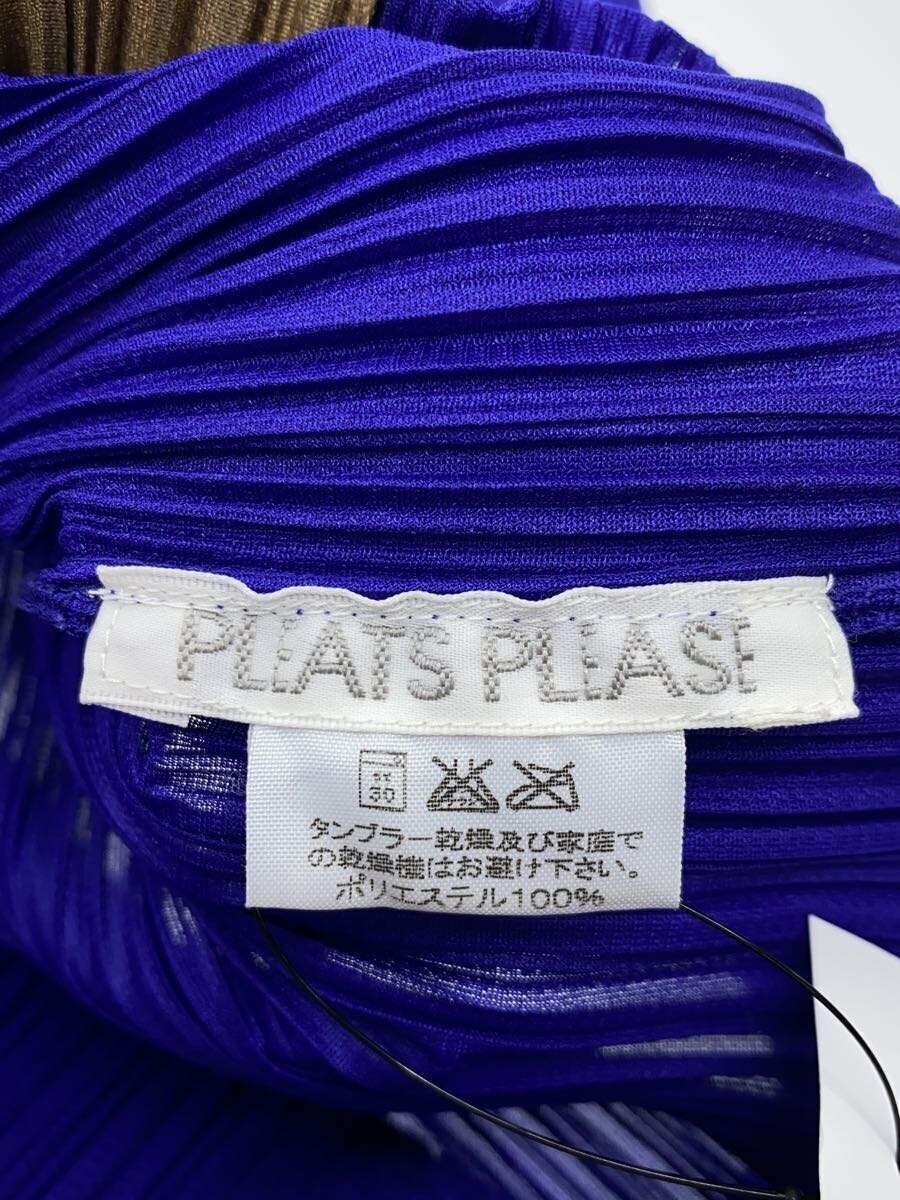 PLEATS PLEASE
30
タンブラー乾燥及び家庭で
の乾燥機はお避け下さい。
ポリエステル100%